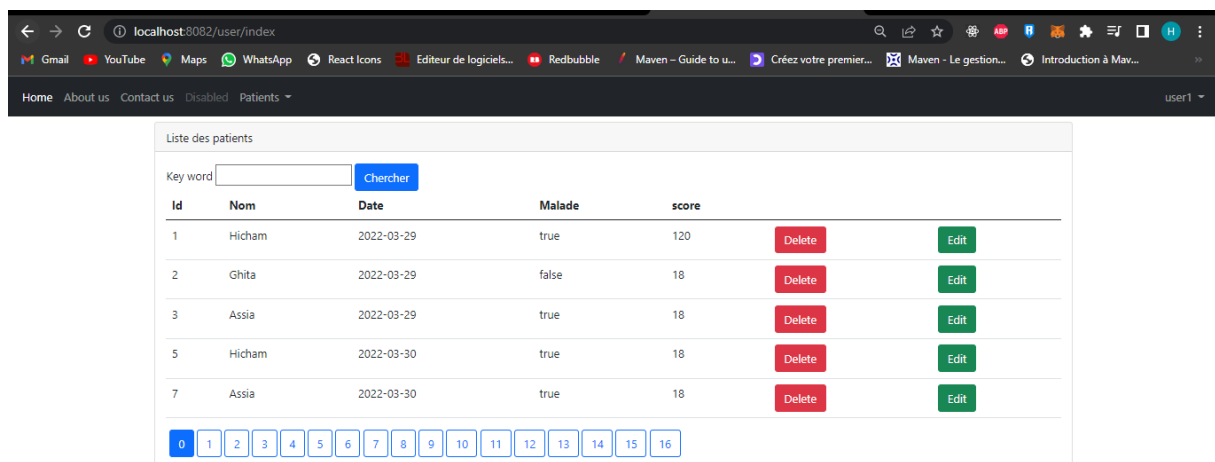 localhost:8082/user/index ABP H
Gmail YouTube Maps WhatsApp React Icons Editeur de logiciels... Redbubble Maven – Guide to u... Créez votre premier... Maven - Le gestion... Introduction à Mav... »
Home About us Contact us Disabled Patients user1
Liste des patients
Key word Chercher
Id Nom Date Malade score
1 Hicham 2022-03-29 true 120 Delete Edit
2 Ghita 2022-03-29 false 18 Delete Edit
3 Assia 2022-03-29 true 18 Delete Edit
5 Hicham 2022-03-30 true 18 Delete Edit
7 Assia 2022-03-30 true 18 Delete Edit
0 1 2 3 4 5 6 7 8 9 10 11 12 13 14 15 16